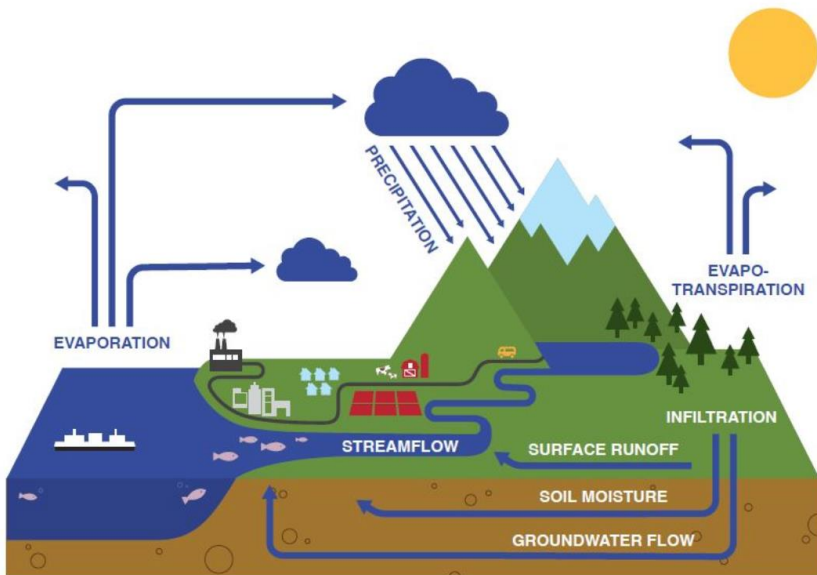 PRECIPITATION
EVAPO-
TRANSPIRATION
EVAPORATION
INFILTRATION
STREAMFLOW
SURFACE RUNOFF
SOIL MOISTURE
GROUNDWATER FLOW